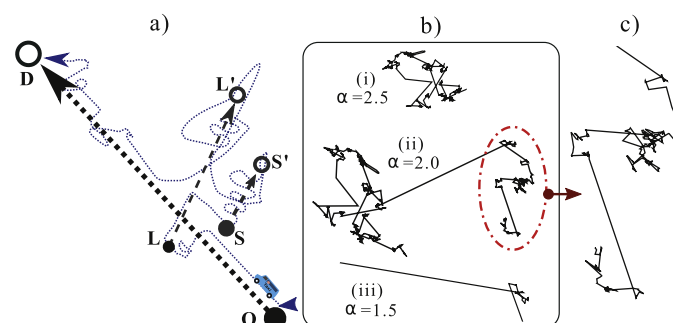 a)
b)
c)
D
L'
S'
L
S
O
(i)
α=2.5
(ii)
α=2.0
(iii)
α=1.5